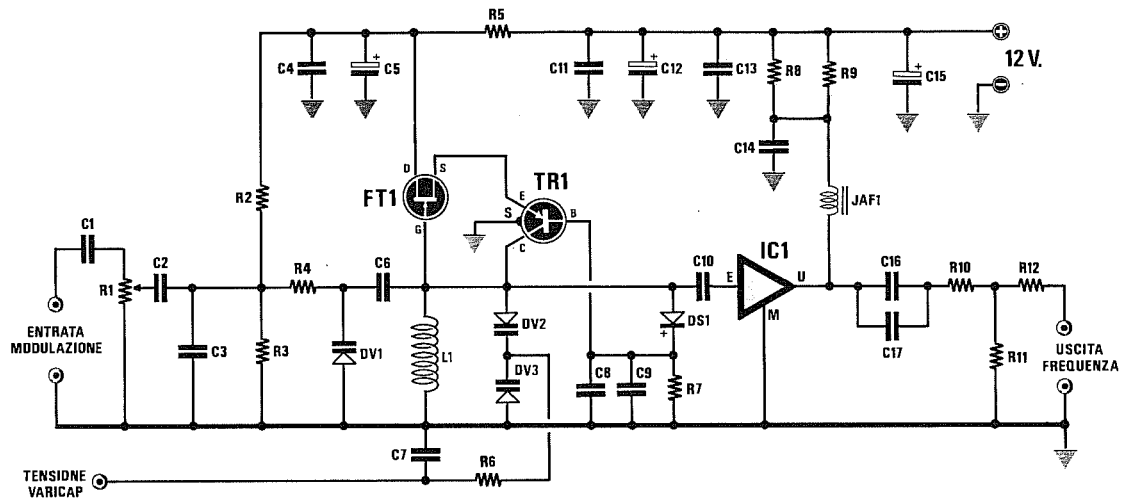 R5
C4
+
C5
C11
+
C12
C13
R8
R9
+
C15
12 V.
C14
JAF1
R2
D
S
FT1
G
TR1
E
S
B
C
C1
C2
R1
R4
C6
C10
E
IC1
U
M
C16
C17
R10
R12
R11
ENTRATA
MODULAZIONE
C3
R3
DV1
L1
DV2
DV3
DS1
+
C8
C9
R7
USCITA
FREQUENZA
C7
R6
TENSIDNE
VARICAP